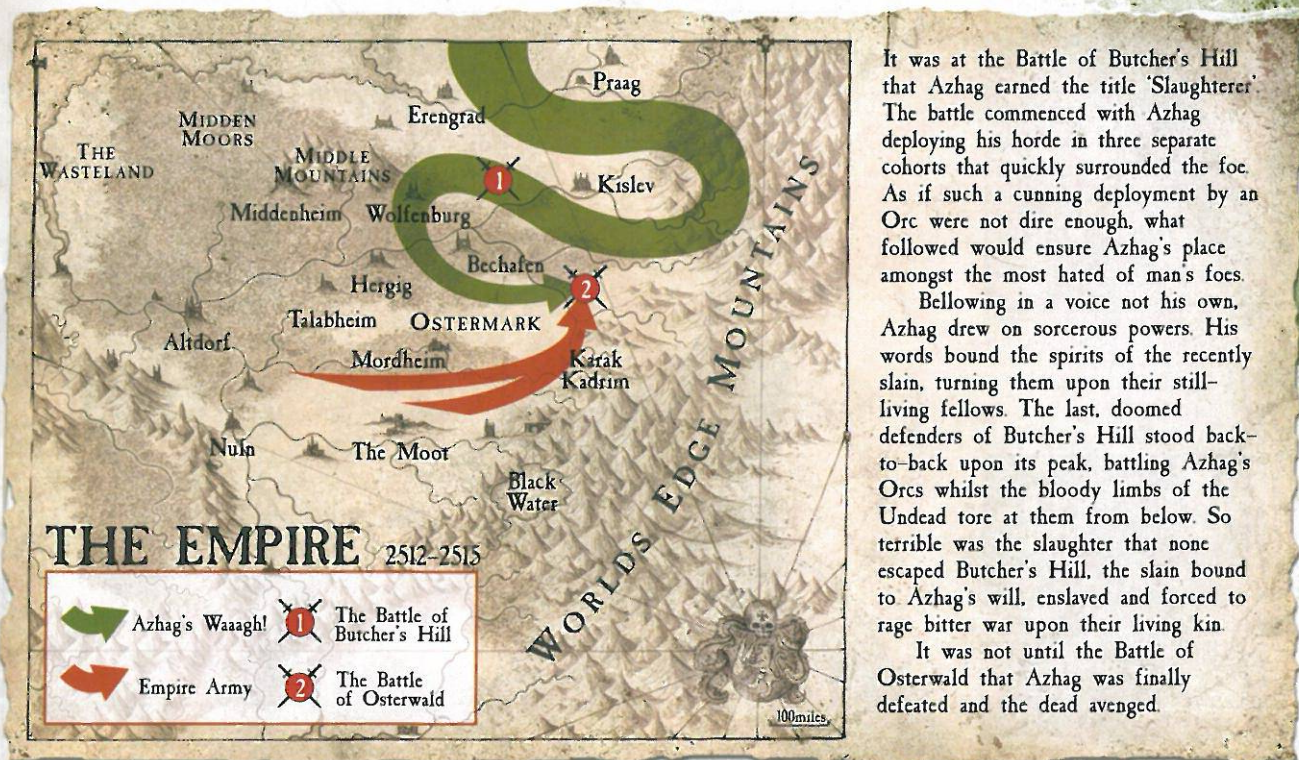 Praag
Erengrad
MIDDEN
MOORS
THE
WASTELAND
MIDDLE
MOUNTAINS
1
Kislev
Middenheim
Wolfenburg
Bechafen
2
Hergig
Talabheim
OSTERMARK
Altdorf
Mordheim
Karak
Kadrim
Nuln
The Moot
Black
Water
WORLDS EDGE MOUNTAINS
THE EMPIRE 2512-2515
Azhag's Waaagh!
1
The Battle of
Butcher's Hill
Empire Army
2
The Battle
of Osterwald
100miles
It was at the Battle of Butcher's Hill
that Azhag earned the title 'Slaughterer'.
The battle commenced with Azhag
deploying his horde in three separate
cohorts that quickly surrounded the foe.
As if such a cunning deployment by an
Orc were not dire enough, what
followed would ensure Azhag's place
amongst the most hated of man's foes.
Bellowing in a voice not his own,
Azhag drew on sorcerous powers. His
words bound the spirits of the recently
slain, turning them upon their still-
living fellows. The last, doomed
defenders of Butcher's Hill stood back-
to-back upon its peak, battling Azhag's
Orcs whilst the bloody limbs of the
Undead tore at them from below. So
terrible was the slaughter that none
escaped Butcher's Hill, the slain bound
to Azhag's will, enslaved and forced to
rage bitter war upon their living kin.
It was not until the Battle of
Osterwald that Azhag was finally
defeated and the dead avenged.